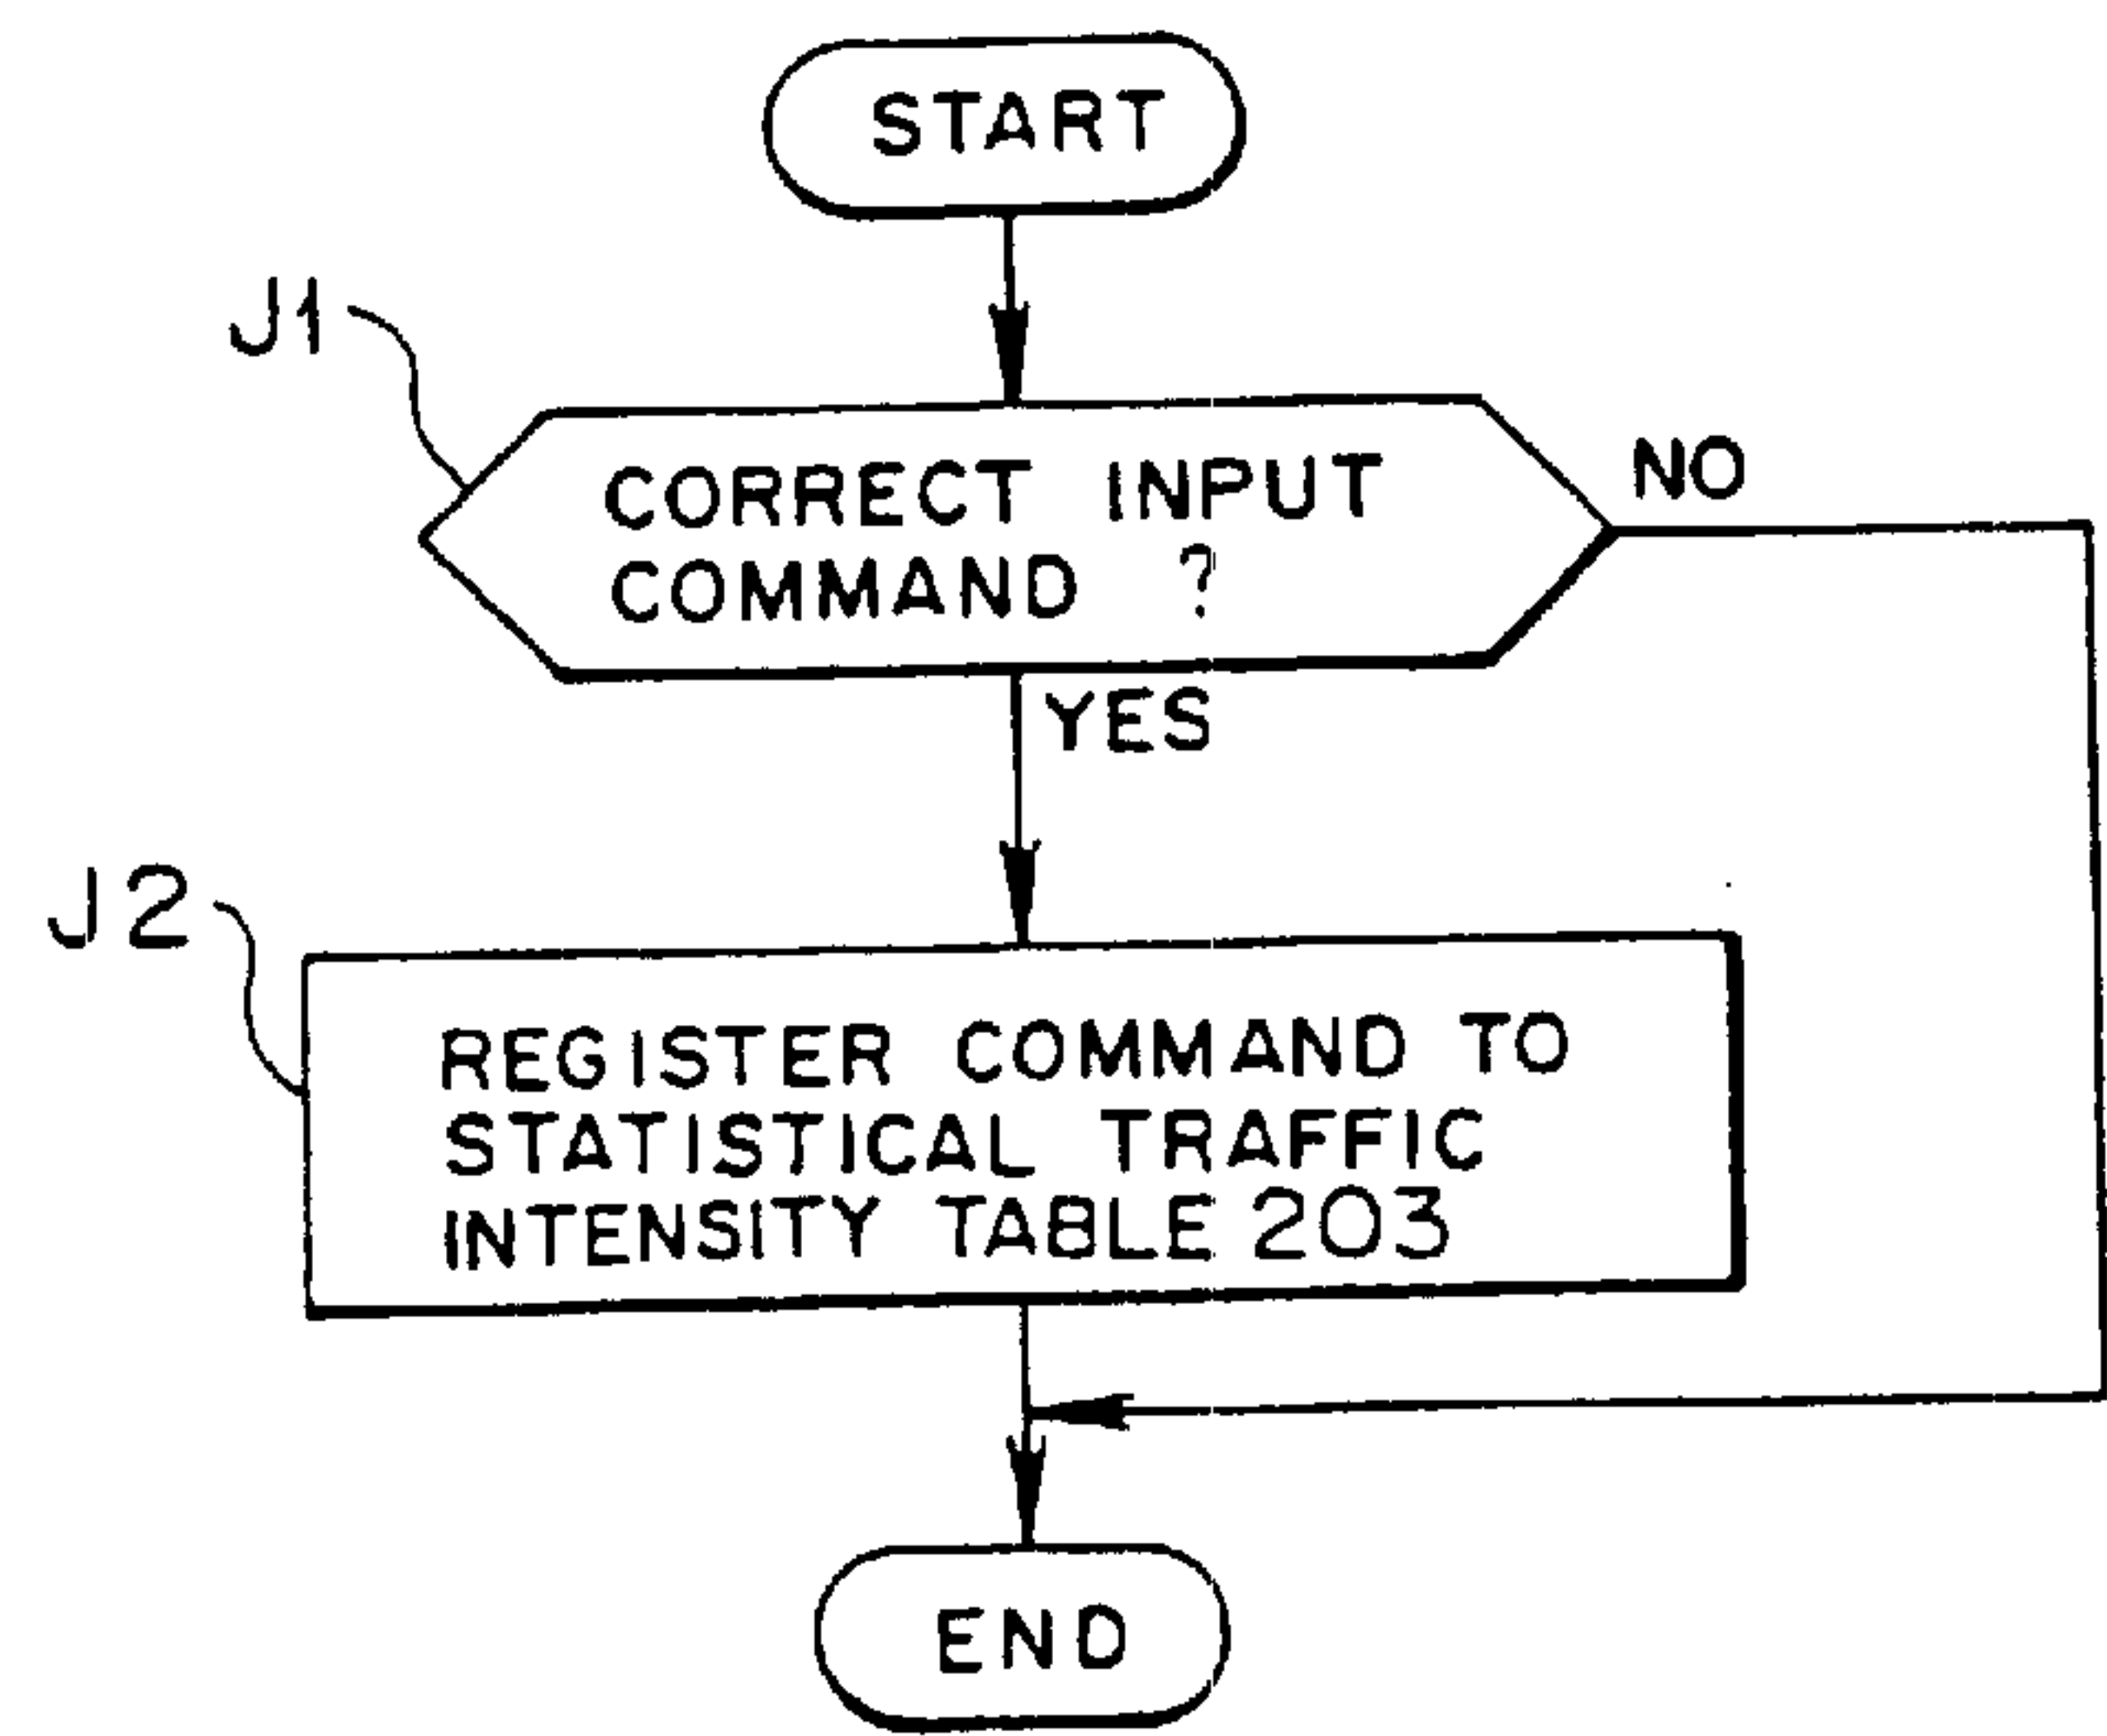 START
J1
CORRECT INPUT
COMMAND ?
NO
YES
J2
REGISTER COMMAND TO
STATISTICAL TRAFFIC
INTENSITY TABLE 203
END